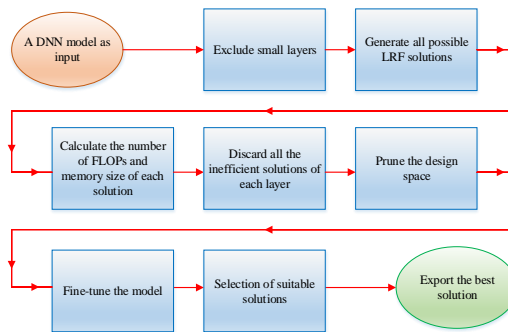 A DNN model as
input
Exclude small layers
Generate all possible
LRF solutions
Calculate the number
of FLOPs and
memory size of each
solution
Discard all the
inefficient solutions of
each layer
Prune the design
space
Fine-tune the model
Selection of suitable
solutions
Export the best
solution